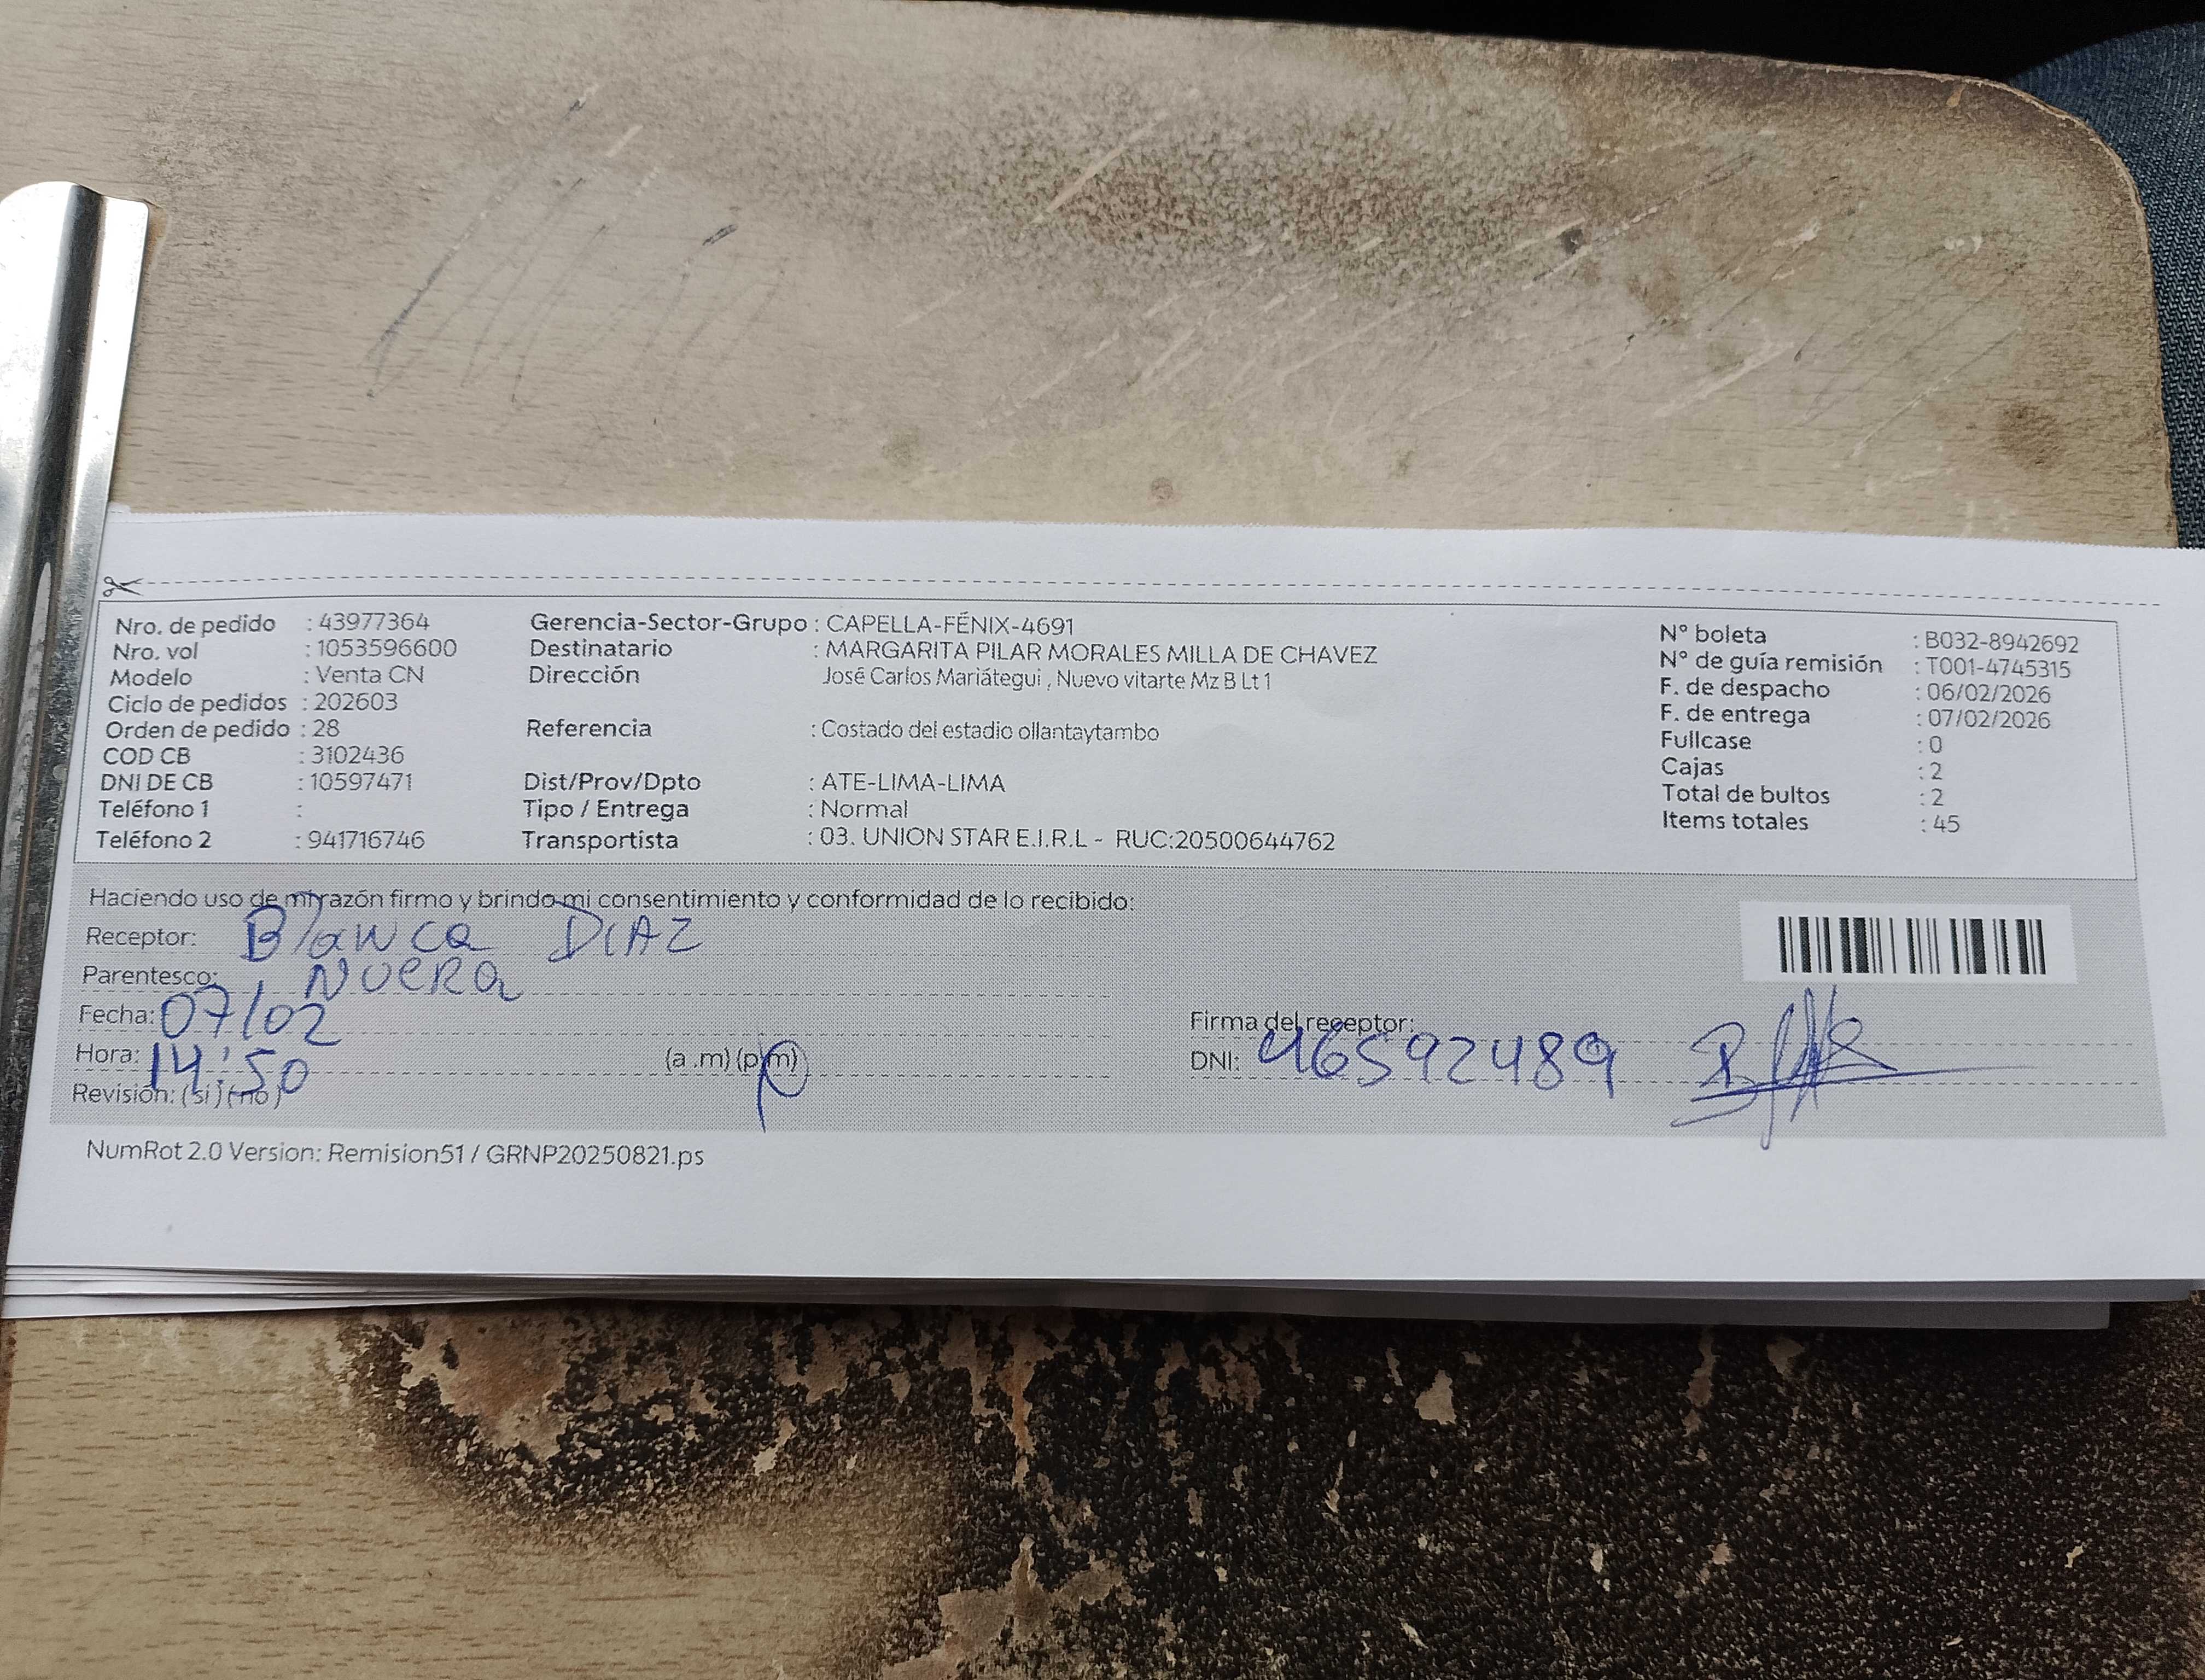 Nro. de pedido : 43977364
Nro. vol : 1053596600
Modelo : Venta CN
Ciclo de pedidos : 202603
Orden de pedido : 28
COD CB : 3102436
DNI DE CB : 10597471
Teléfono 1 :
Teléfono 2 : 941716746
Gerencia-Sector-Grupo : CAPELLA-FÉNIX-4691
Destinatario : MARGARITA PILAR MORALES MILLA DE CHAVEZ
Dirección José Carlos Mariátegui , Nuevo vitarte Mz B Lt 1
Referencia : Costado del estadio ollantaytambo
Dist/Prov/Dpto : ATE-LIMA-LIMA
Tipo / Entrega : Normal
Transportista : 03. UNION STAR E.I.R.L - RUC:20500644762
N° boleta : B032-8942692
N° de guía remisión : T001-4745315
F. de despacho : 06/02/2026
F. de entrega : 07/02/2026
Fullcase : 0
Cajas : 2
Total de bultos : 2
Items totales : 45
Haciendo uso de mi razón firmo y brindo mi consentimiento y conformidad de lo recibido:
Receptor: Blanca DIAZ
Parentesco: NUERA
Fecha: 07/02
Hora: 14:50 (a .m) (p.m)
Revisión: (si) (no)
Firma del receptor:
DNI: 46592489
NumRot 2.0 Version: Remision51 / GRNP20250821.ps